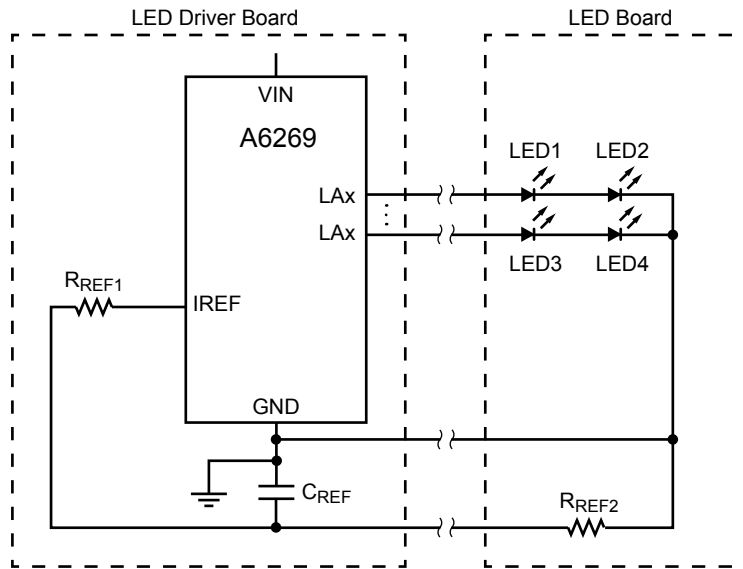 LED Driver Board
LED Board
VIN
A6269
LED1
LED2
LAx
LAx
LED3
LED4
RREF1
IREF
GND
CREF
RREF2